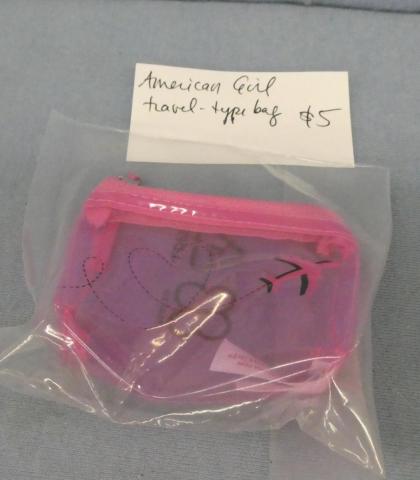 American Girl
travel-type bag $5